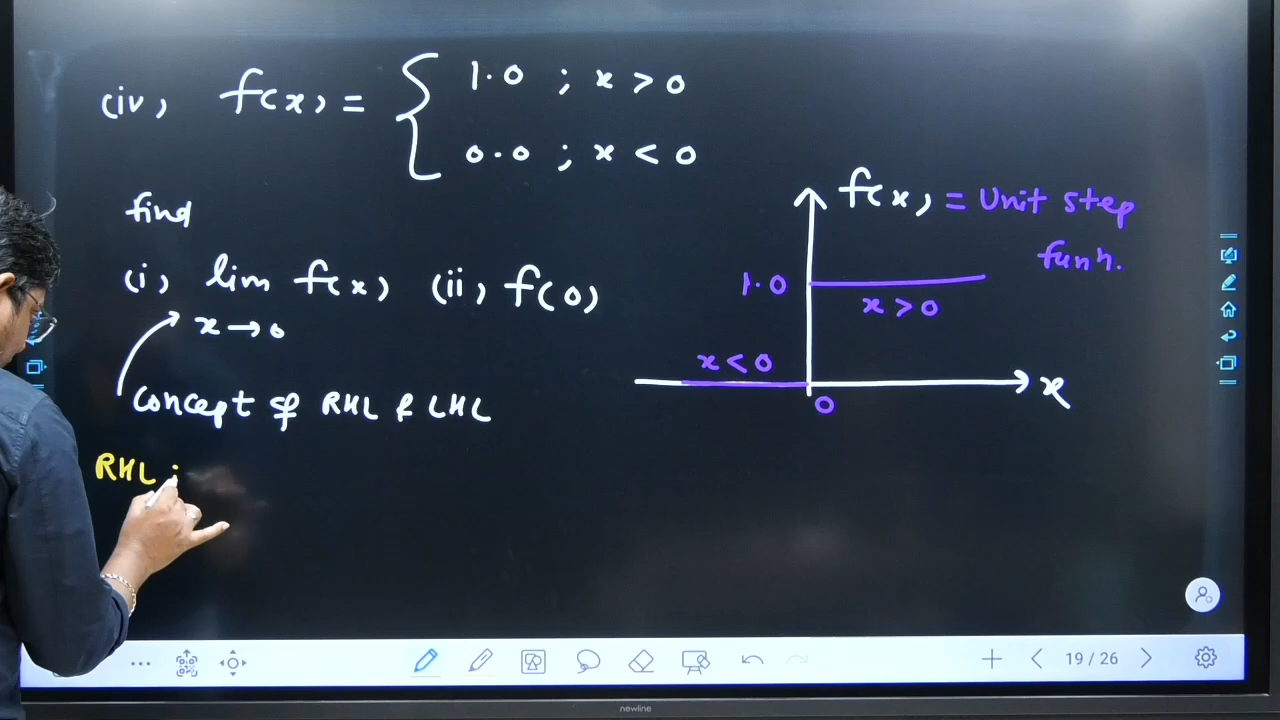 (iv) f(x) = { 1.0 ; x > 0
0.0 ; x < 0
find
(i) lim f(x) (ii) f(0)
x → 0
Concept of RHL & LHL
RHL :
f(x) = Unit step
funⁿ.
1.0
x > 0
x < 0
x
0
19 / 26
newline